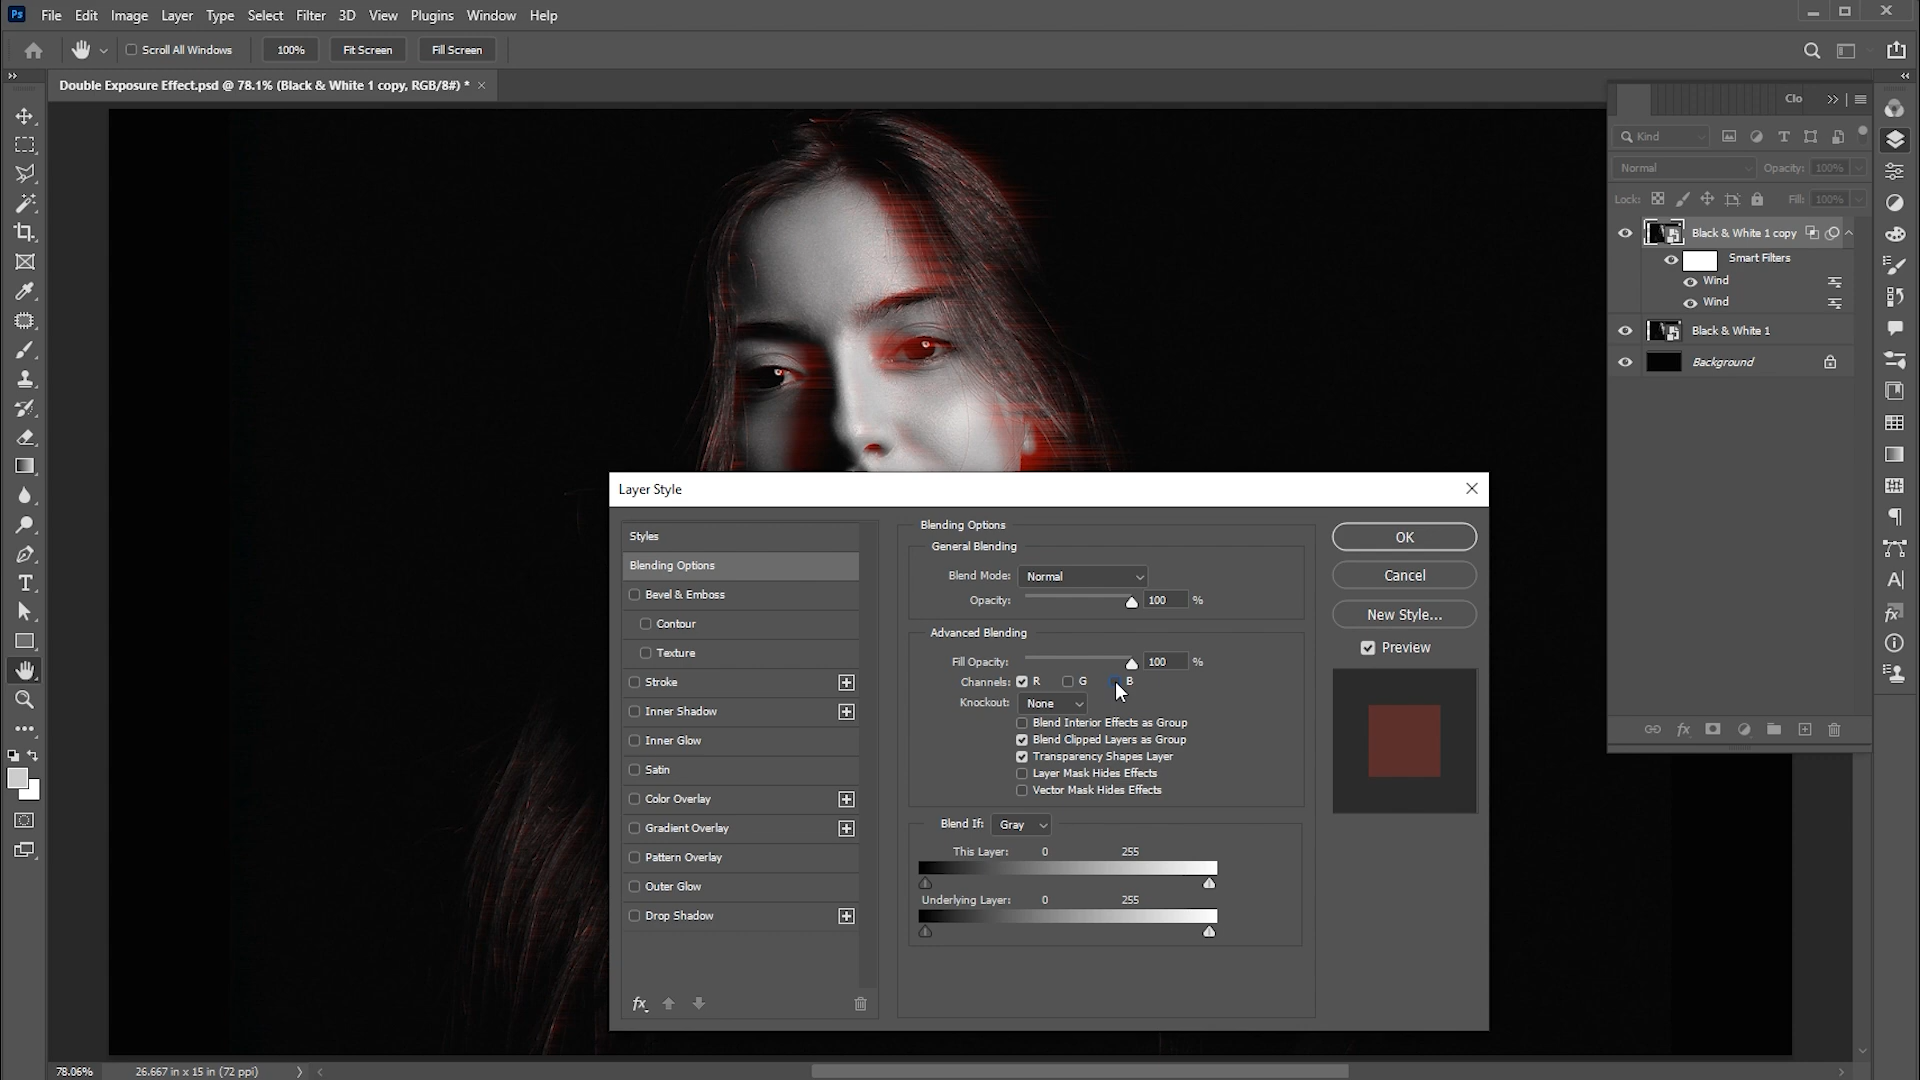 Ps File Edit Image Layer Type Select Filter 3D View Plugins Window Help
Scroll All Windows 100% Fit Screen Fill Screen
Double Exposure Effect.psd @ 78.1% (Black & White 1 copy, RGB/8#) *
Clo
Kind
Normal Opacity: 100%
Lock: Fill: 100%
Black & White 1 copy
Smart Filters
Wind
Wind
Black & White 1
Background
Layer Style
Styles
Blending Options
Bevel & Emboss
Contour
Texture
Stroke
Inner Shadow
Inner Glow
Satin
Color Overlay
Gradient Overlay
Pattern Overlay
Outer Glow
Drop Shadow
fx
Blending Options
General Blending
Blend Mode: Normal
Opacity: 100 %
Advanced Blending
Fill Opacity: 100 %
Channels: R G B
Knockout: None
Blend Interior Effects as Group
Blend Clipped Layers as Group
Transparency Shapes Layer
Layer Mask Hides Effects
Vector Mask Hides Effects
Blend If: Gray
This Layer: 0 255
Underlying Layer: 0 255
OK
Cancel
New Style...
Preview
fx
78.06% 26.667 in x 15 in (72 ppi)